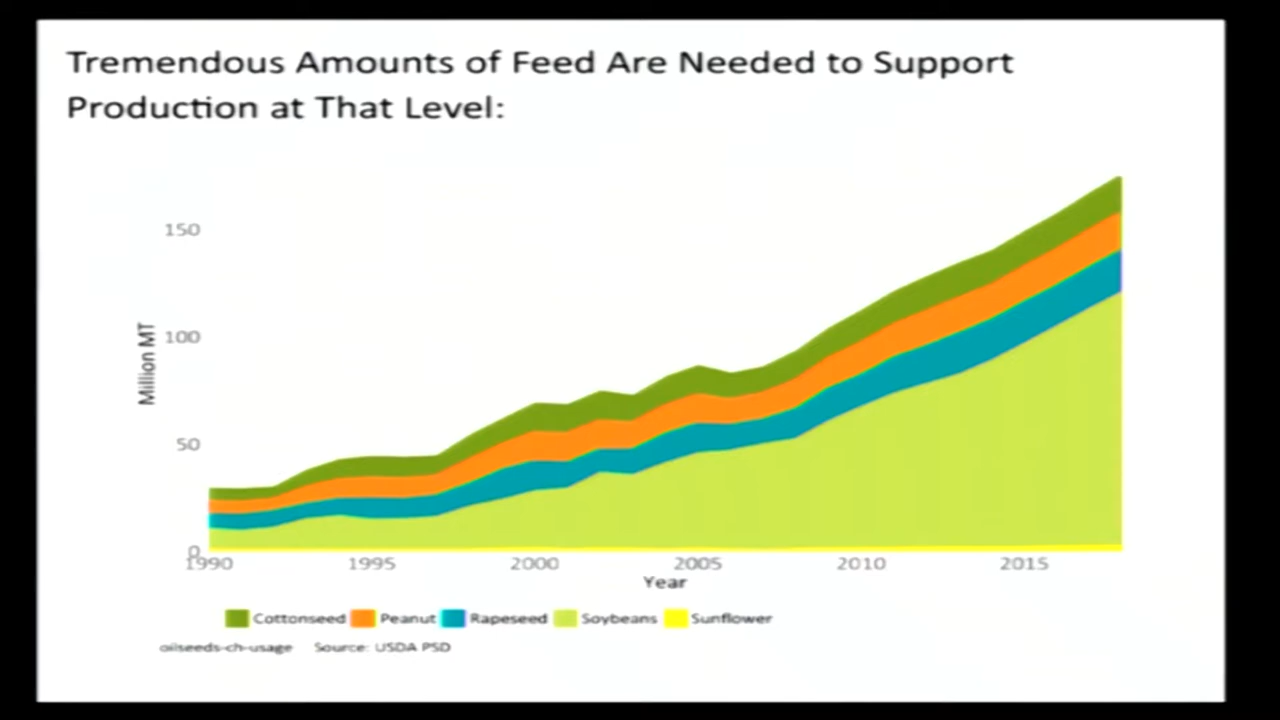 Tremendous Amounts of Feed Are Needed to Support
Production at That Level:
150
100
50
0
Million MT
1990 1995 2000 2005 2010 2015
Year
Cottonseed Peanut Rapeseed Soybeans Sunflower
oilseeds-ch-usage Source: USDA PSD